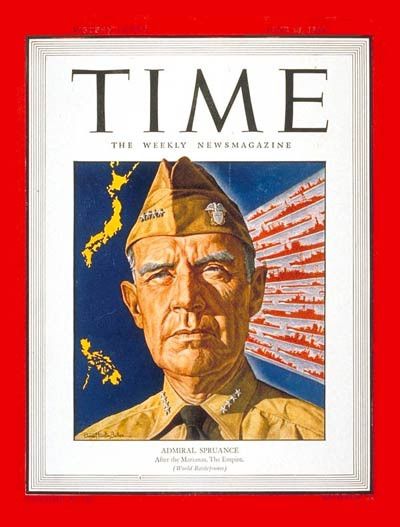 TIME
THE WEEKLY NEWSMAGAZINE
ADMIRAL SPRUANCE
After the Marianas, The Empire.
(World Battlefronts)